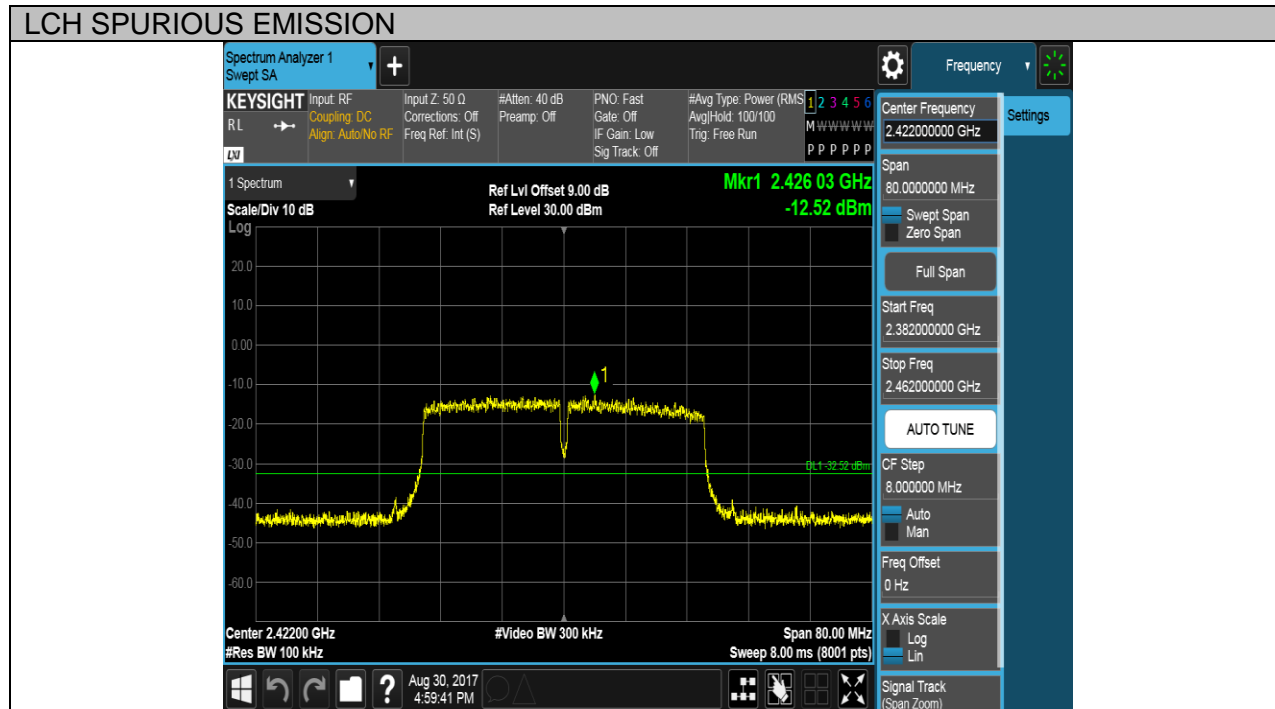 LCH SPURIOUS EMISSION
Spectrum Analyzer 1
Swept SA
Frequency
KEYSIGHT
RL
LXI
Input: RF
Coupling: DC
Align: Auto/No RF
Input Z: 50 Ω
Corrections: Off
Freq Ref: Int (S)
#Atten: 40 dB
Preamp: Off
PNO: Fast
Gate: Off
IF Gain: Low
Sig Track: Off
#Avg Type: Power (RMS
Avg|Hold: 100/100
Trig: Free Run
1 2 3 4 5 6
M W W W W W
P P P P P P
1 Spectrum
Scale/Div 10 dB
Log
Ref Lvl Offset 9.00 dB
Ref Level 30.00 dBm
Mkr1 2.426 03 GHz
-12.52 dBm
20.0
10.0
0.00
-10.0
-20.0
-30.0
-40.0
-50.0
-60.0
1
DL1 -32.52 dBm
Center 2.42200 GHz
#Res BW 100 kHz
#Video BW 300 kHz
Span 80.00 MHz
Sweep 8.00 ms (8001 pts)
?
Aug 30, 2017
4:59:41 PM
Center Frequency
2.422000000 GHz
Settings
Span
80.0000000 MHz
Swept Span
Zero Span
Full Span
Start Freq
2.382000000 GHz
Stop Freq
2.462000000 GHz
AUTO TUNE
CF Step
8.000000 MHz
Auto
Man
Freq Offset
0 Hz
X Axis Scale
Log
Lin
Signal Track
(Span Zoom)